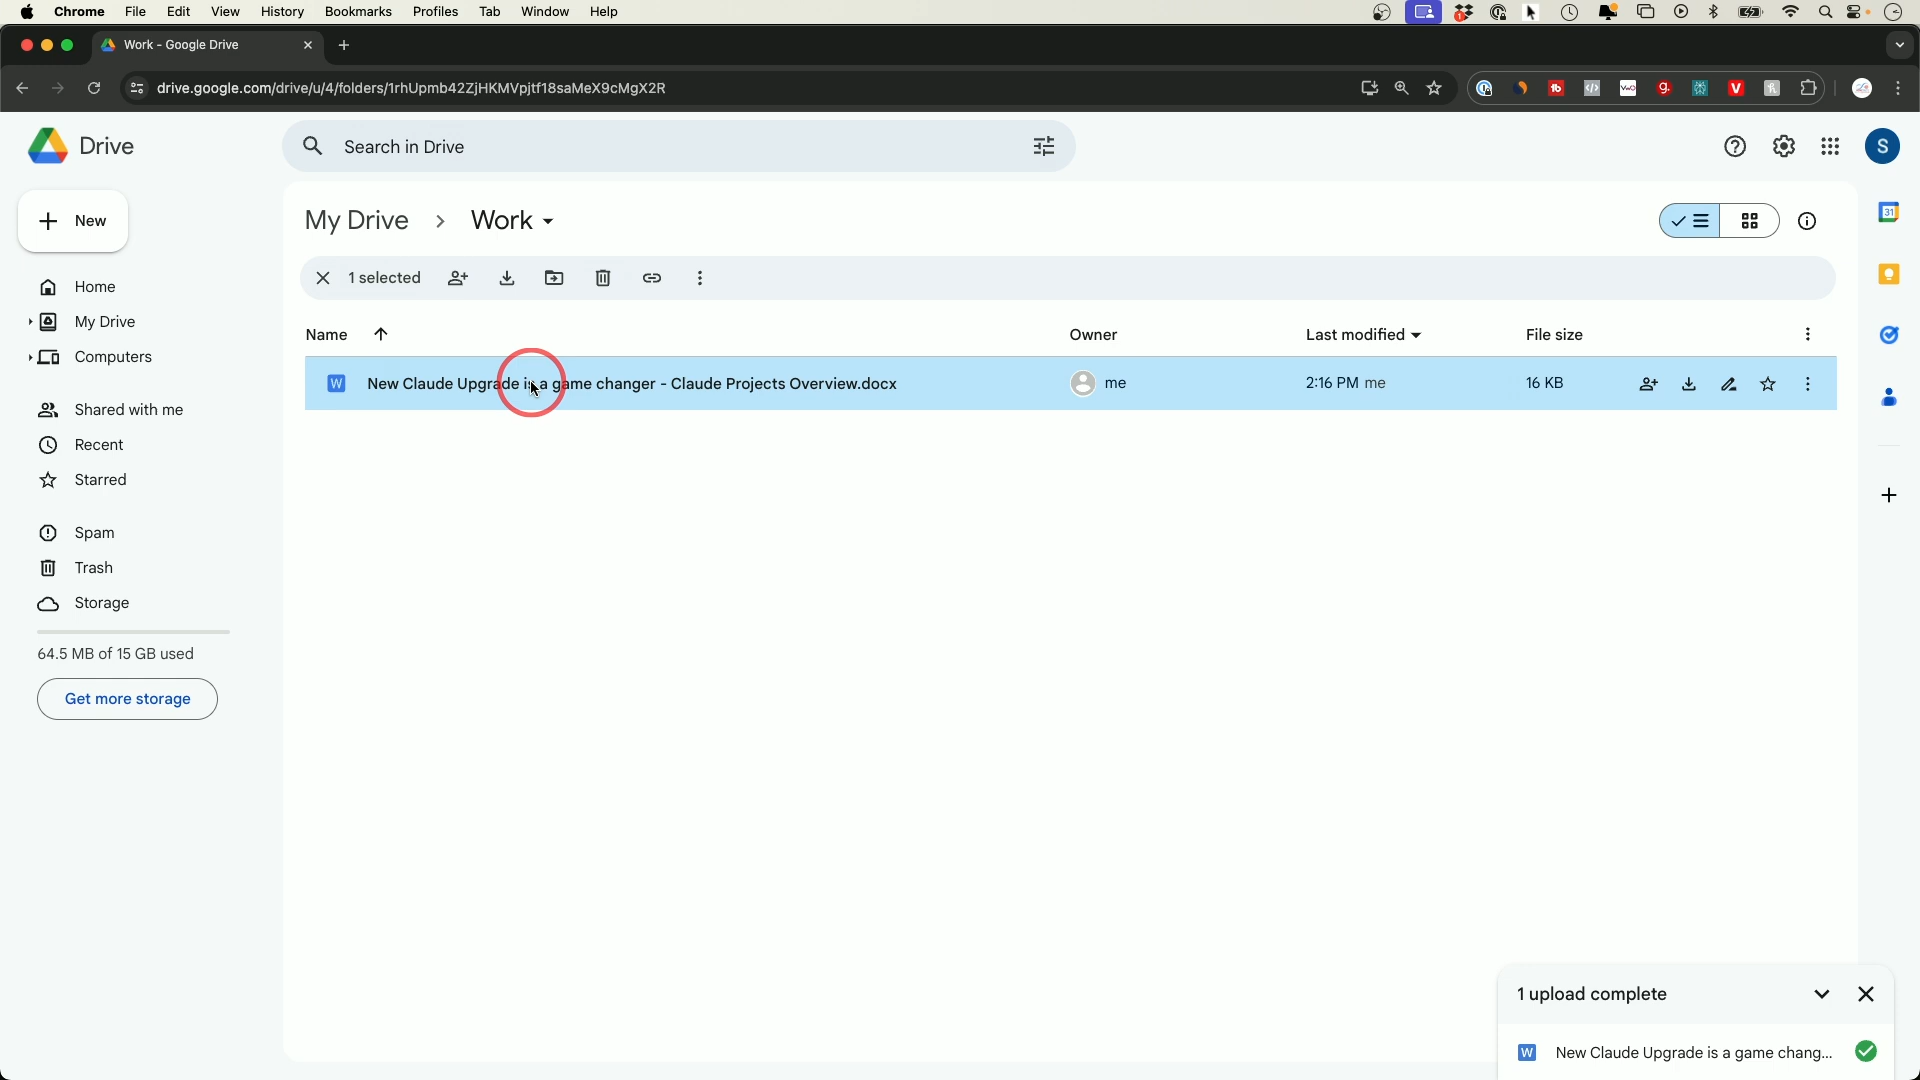 Chrome File Edit View History Bookmarks Profiles Tab Window Help
Work - Google Drive
drive.google.com/drive/u/4/folders/1rhUpmb42ZjHKMVpjtf18saMeX9cMgX2R
Drive
Search in Drive
S
New
My Drive
Work
1 selected
Home
My Drive
Computers
Shared with me
Recent
Starred
Spam
Trash
Storage
64.5 MB of 15 GB used
Get more storage
Name Owner Last modified File size
W New Claude Upgrade is a game changer - Claude Projects Overview.docx me 2:16 PM me 16 KB
31
1 upload complete
W New Claude Upgrade is a game chang...